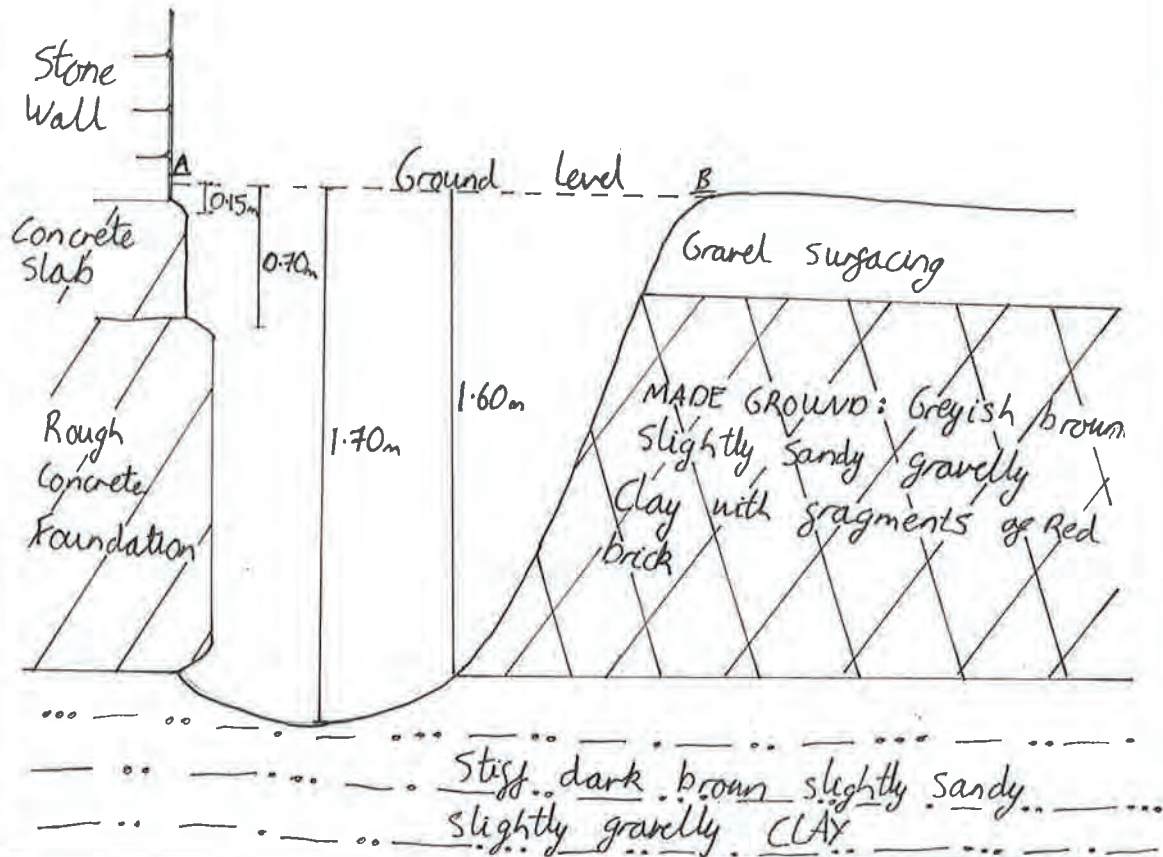 Stone
Wall
A
Ground Level
B
0.15m
Concrete
slab
0.70m
Gravel surfacing
1.60m
1.70m
MADE GROUND: Greyish brown
slightly sandy gravelly
Clay with fragments of Red
brick
Rough
Concrete
Foundation
Stiff dark brown slightly sandy
slightly gravelly CLAY